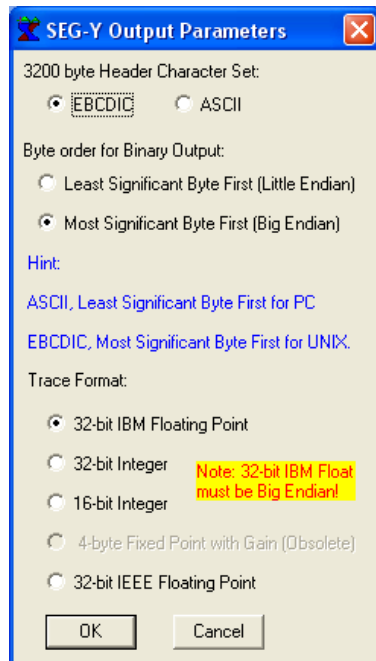 SEG-Y Output Parameters
3200 byte Header Character Set:
EBCDIC ASCII
Byte order for Binary Output:
Least Significant Byte First (Little Endian)
Most Significant Byte First (Big Endian)
Hint:
ASCII, Least Significant Byte First for PC
EBCDIC, Most Significant Byte First for UNIX.
Trace Format:
32-bit IBM Floating Point
32-bit Integer
Note: 32-bit IBM Float
must be Big Endian!
16-bit Integer
4-byte Fixed Point with Gain (Obsolete)
32-bit IEEE Floating Point
OK Cancel